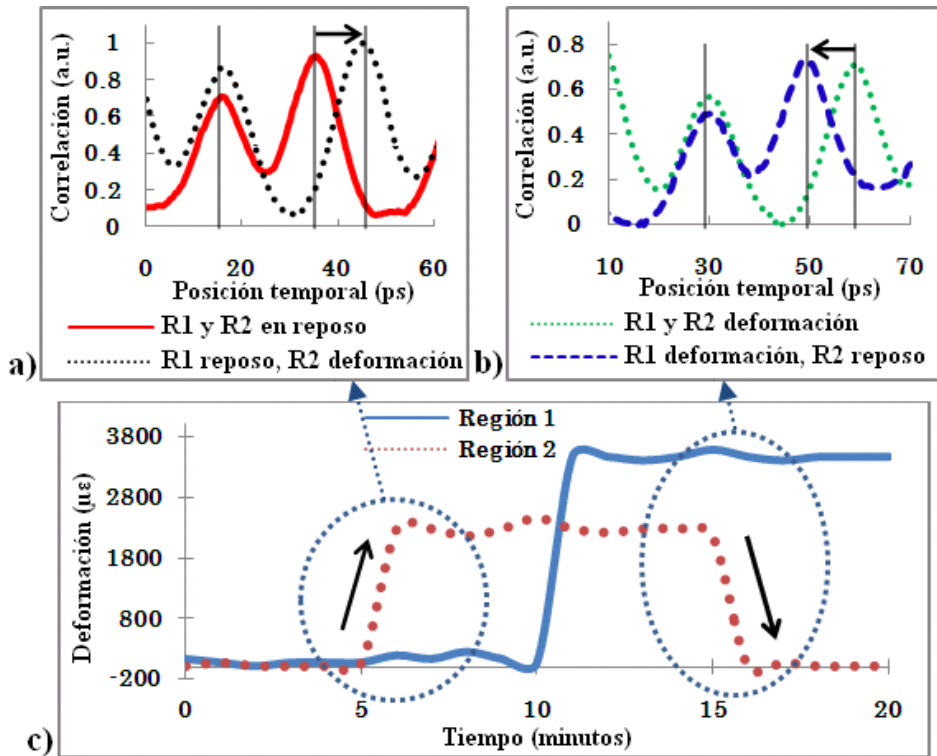 Correlación (a.u.)
1
0.8
0.6
0.4
0.2
0
0 20 40 60
Posición temporal (ps)
R1 y R2 en reposo
R1 reposo, R2 deformación
a)
Correlación (a.u.)
0.8
0.6
0.4
0.2
0
10 30 50 70
Posición temporal (ps)
R1 y R2 deformación
R1 deformación, R2 reposo
b)
Deformación (με)
3800
2800
1800
800
-200
Región 1
Región 2
0 5 10 15 20
Tiempo (minutos)
c)